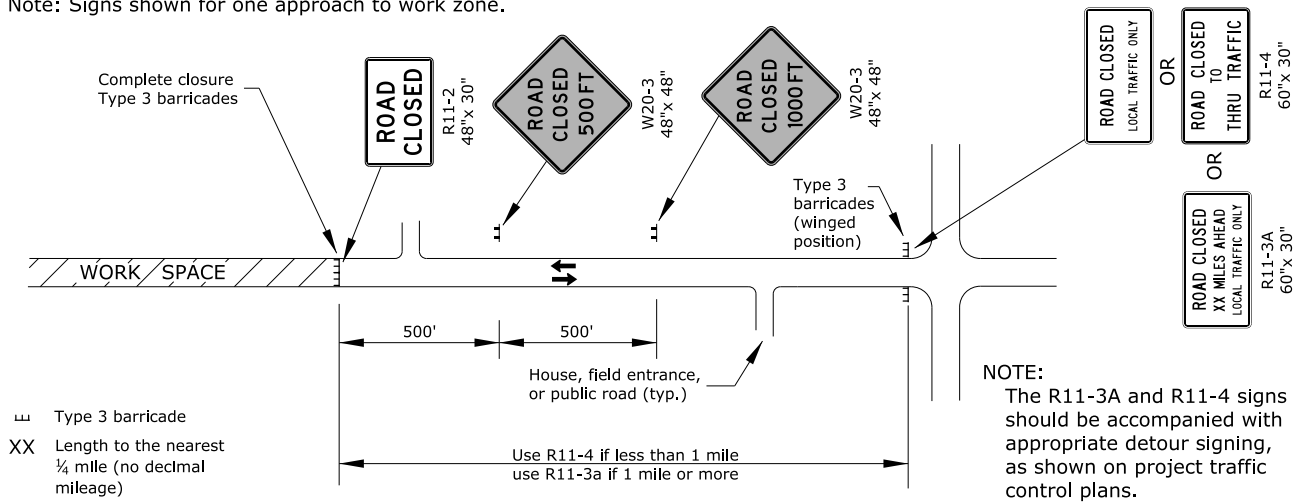 Note: Signs shown for one approach to work zone.
Complete closure
Type 3 barricades
ROAD
CLOSED
R11-2
48"x 30"
ROAD
CLOSED
500 FT
W20-3
48"x 48"
ROAD
CLOSED
1000 FT
W20-3
48"x 48"
Type 3
barricades
(winged
position)
ROAD CLOSED
LOCAL TRAFFIC ONLY
OR
ROAD CLOSED
TO
THRU TRAFFIC
R11-4
60"x 30"
OR
ROAD CLOSED
XX MILES AHEAD
LOCAL TRAFFIC ONLY
R11-3A
60"x 30"
WORK SPACE
500'
500'
House, field entrance,
or public road (typ.)
Use R11-4 if less than 1 mile
use R11-3a if 1 mile or more
Type 3 barricade
XX Length to the nearest
¼ mile (no decimal
mileage)
NOTE:
The R11-3A and R11-4 signs
should be accompanied with
appropriate detour signing,
as shown on project traffic
control plans.